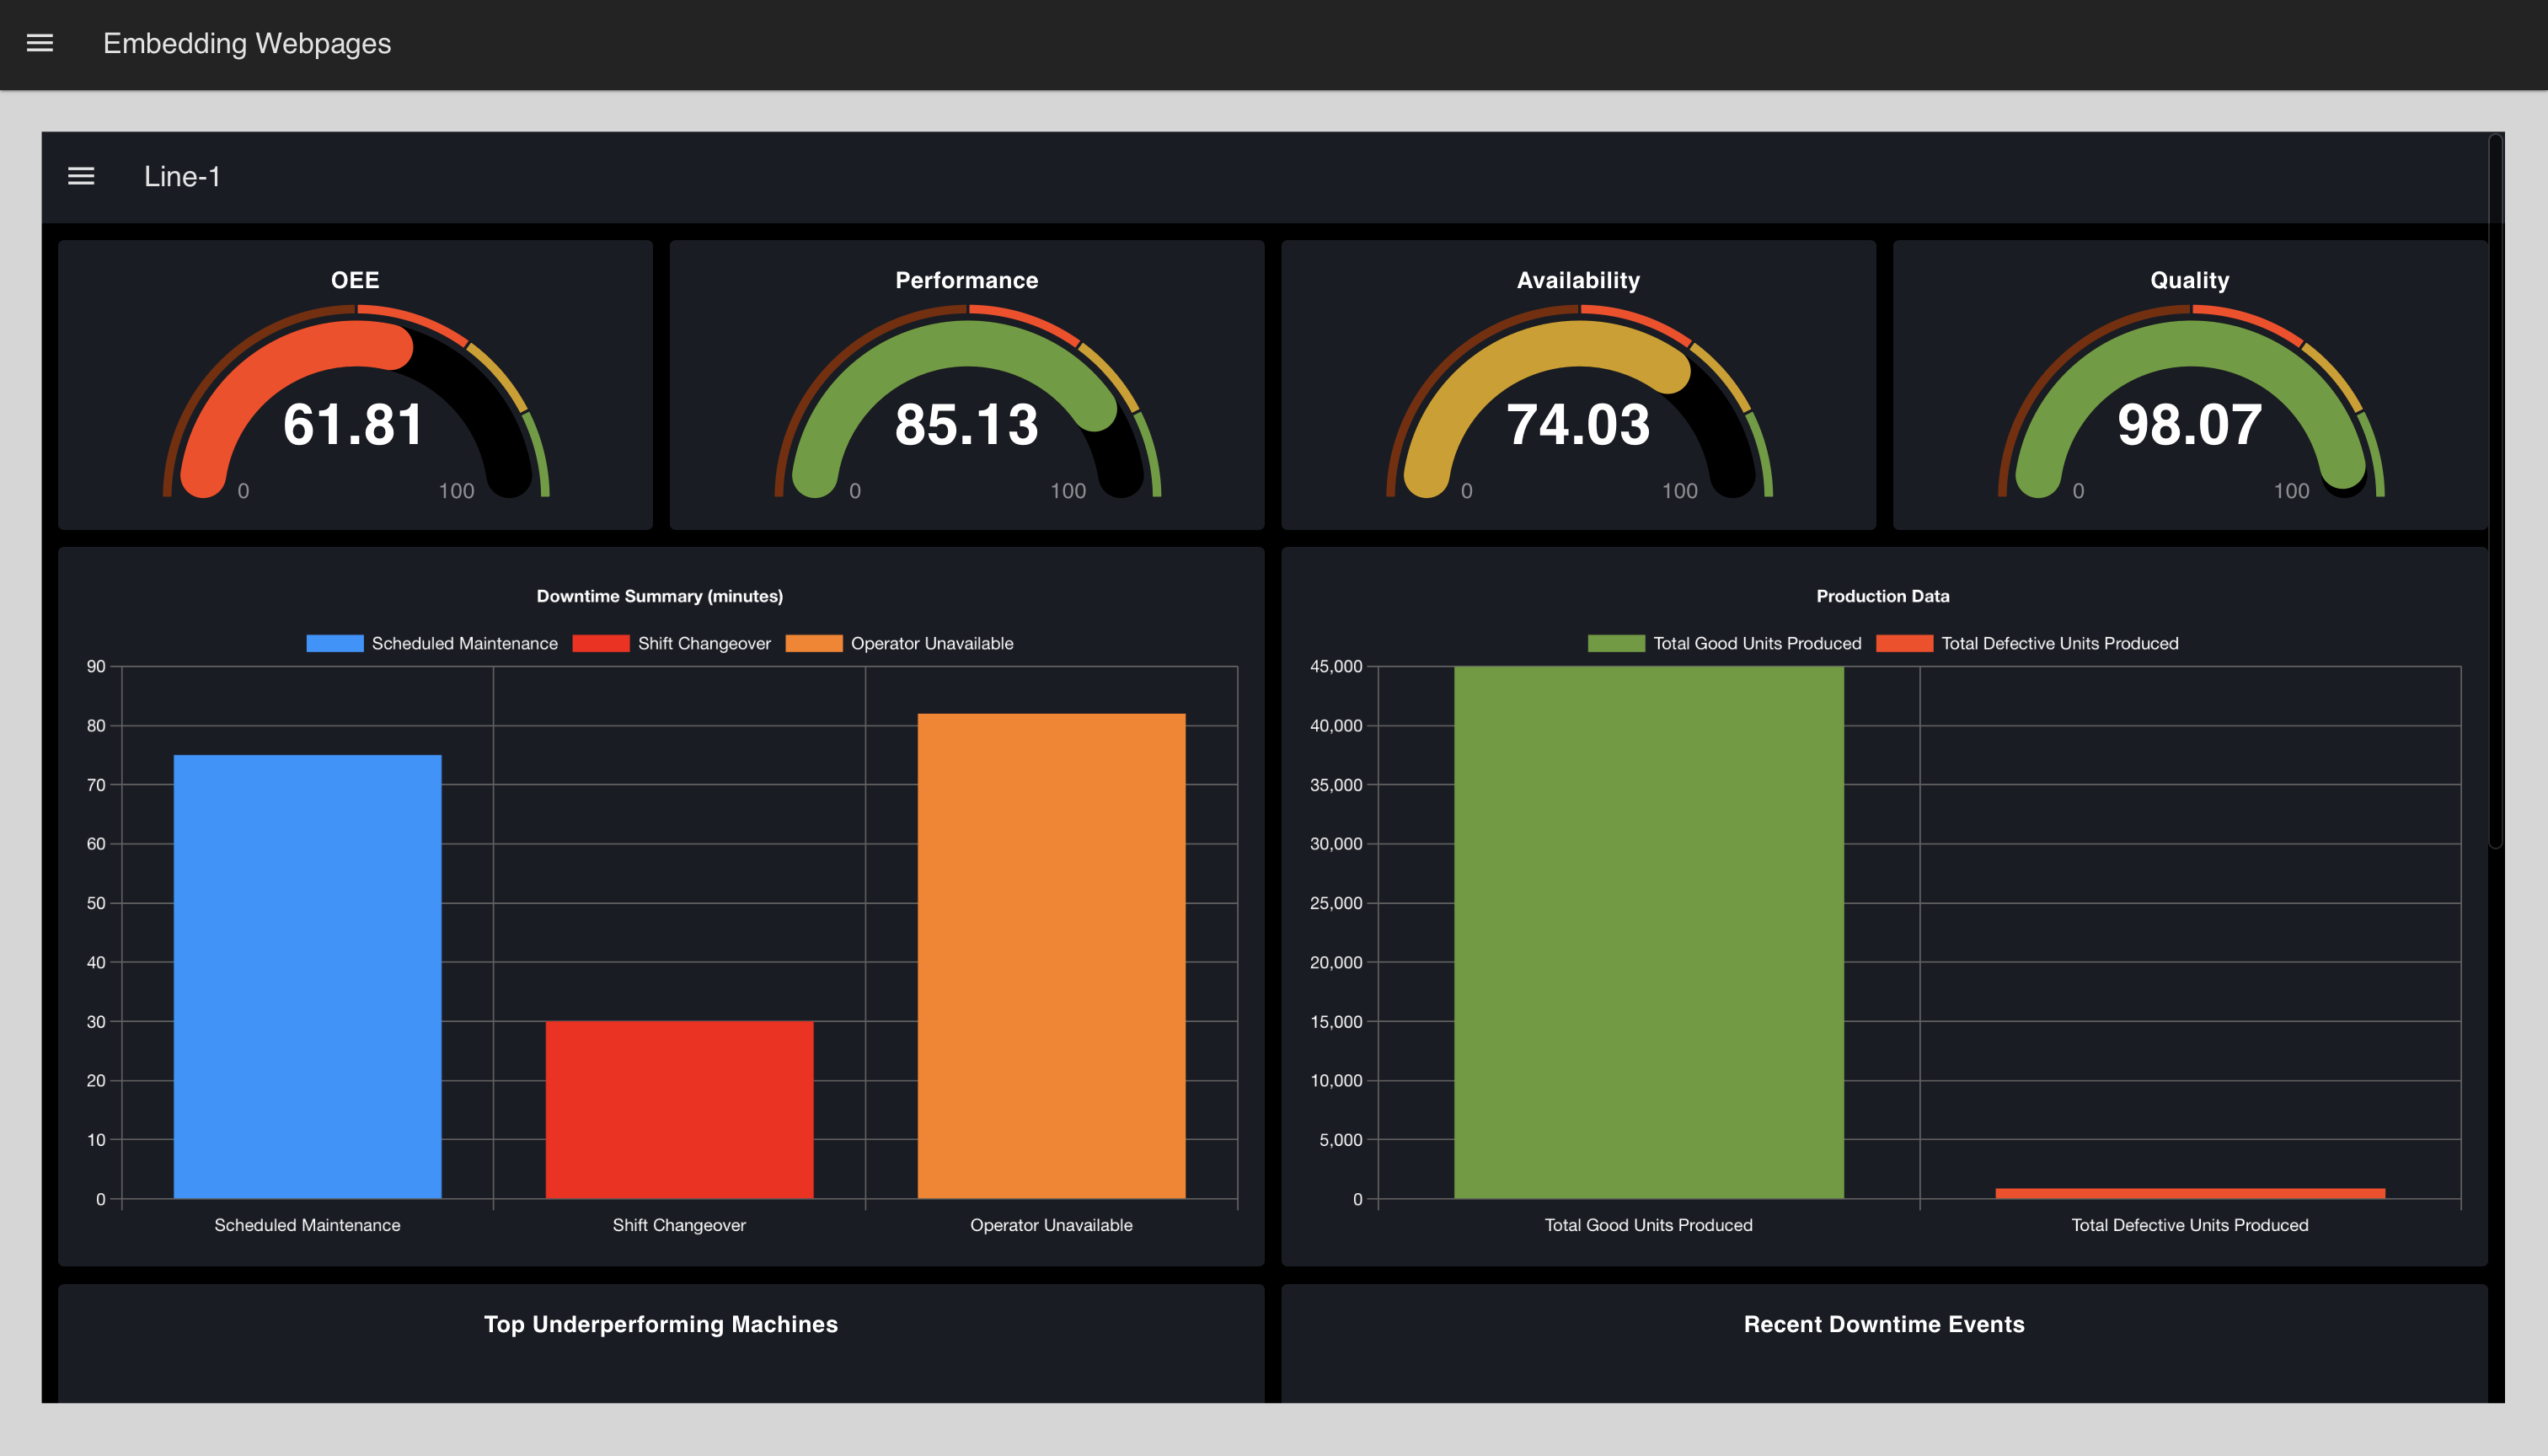 Embedding Webpages
Line-1
OEE
61.81
0 100
Performance
85.13
0 100
Availability
74.03
0 100
Quality
98.07
0 100
Downtime Summary (minutes)
Scheduled Maintenance Shift Changeover Operator Unavailable
90
80
70
60
50
40
30
20
10
0
Scheduled Maintenance Shift Changeover Operator Unavailable
Production Data
Total Good Units Produced Total Defective Units Produced
45,000
40,000
35,000
30,000
25,000
20,000
15,000
10,000
5,000
0
Total Good Units Produced Total Defective Units Produced
Top Underperforming Machines
Recent Downtime Events